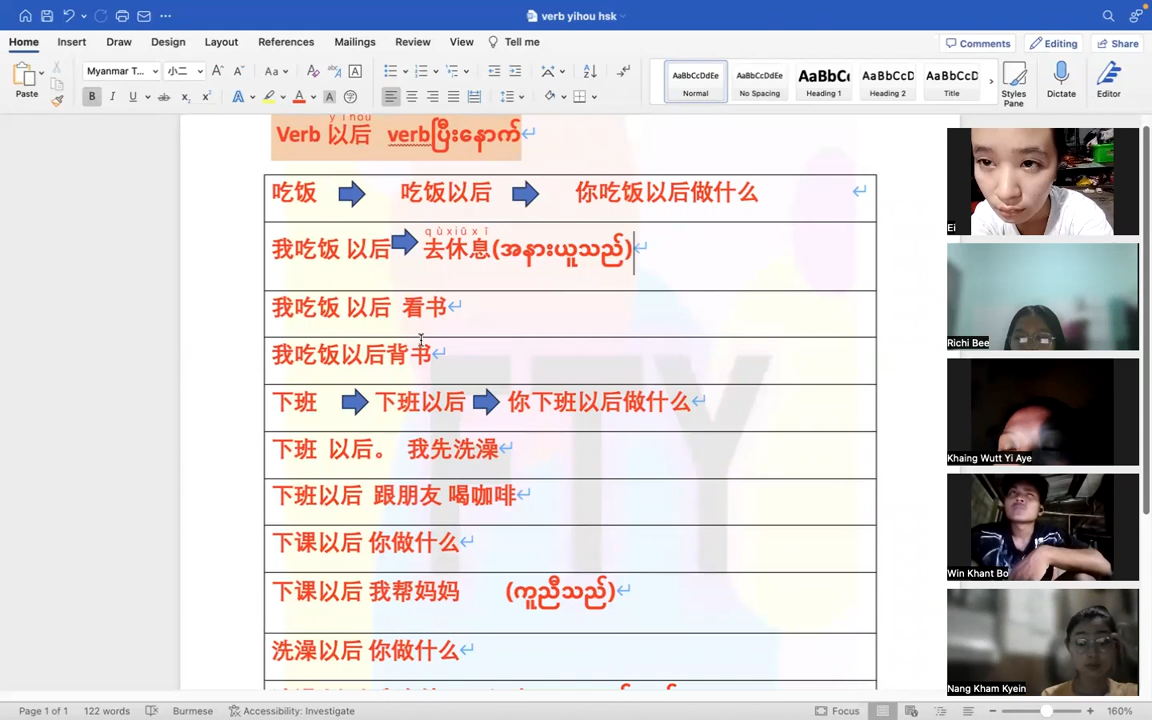 verb yihou hsk
Home Insert Draw Design Layout References Mailings Review View Tell me
Comments Editing Share
Paste
Myanmar T... 小二
AaBbCcDdEe AaBbCcDdEe AaBbCc AaBbCcD AaBbCcD
Normal No Spacing Heading 1 Heading 2 Title
Styles Pane
Dictate
Editor
yǐhòu
Verb 以后 verbပြီးနောက်
吃饭 吃饭以后 你吃饭以后做什么
qùxiūxī
我吃饭 以后 去休息(အနားယူသည်)
我吃饭 以后 看书
我吃饭以后背书
下班 下班以后 你下班以后做什么
下班 以后。 我先洗澡
下班以后 跟朋友 喝咖啡
下课以后 你做什么
下课以后 我帮妈妈 (ကူညီသည်)
洗澡以后 你做什么
TTY
Ei
Richi Bee
Khaing Wutt Yi Aye
Win Khant Bo
Nang Kham Kyein
Page 1 of 1 122 words Burmese Accessibility: Investigate Focus 160%